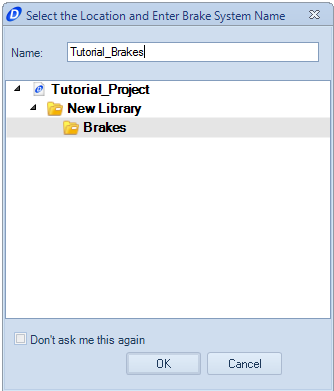 Select the Location and Enter Brake System Name
Name: Tutorial_Brakes
Tutorial_Project
New Library
Brakes
Don't ask me this again
OK Cancel